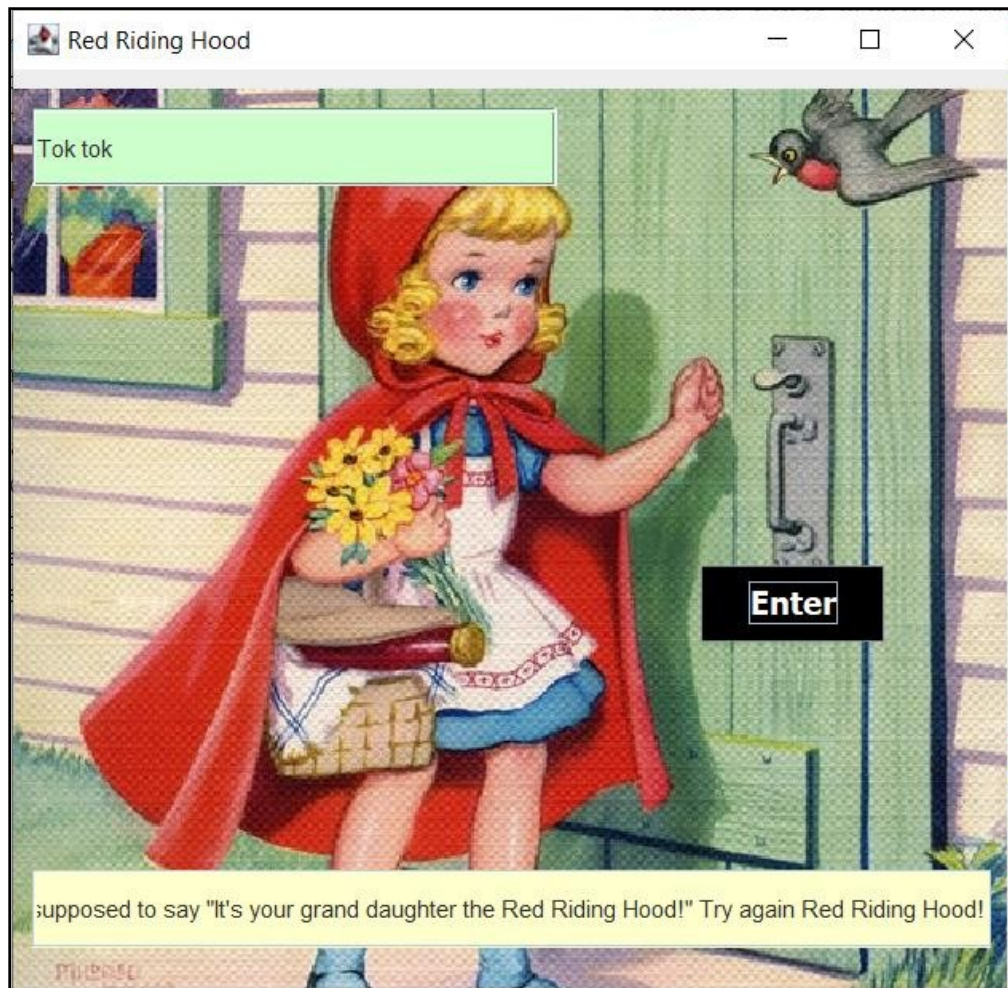 Red Riding Hood
Tok tok
Enter
supposed to say "It's your grand daughter the Red Riding Hood!" Try again Red Riding Hood!